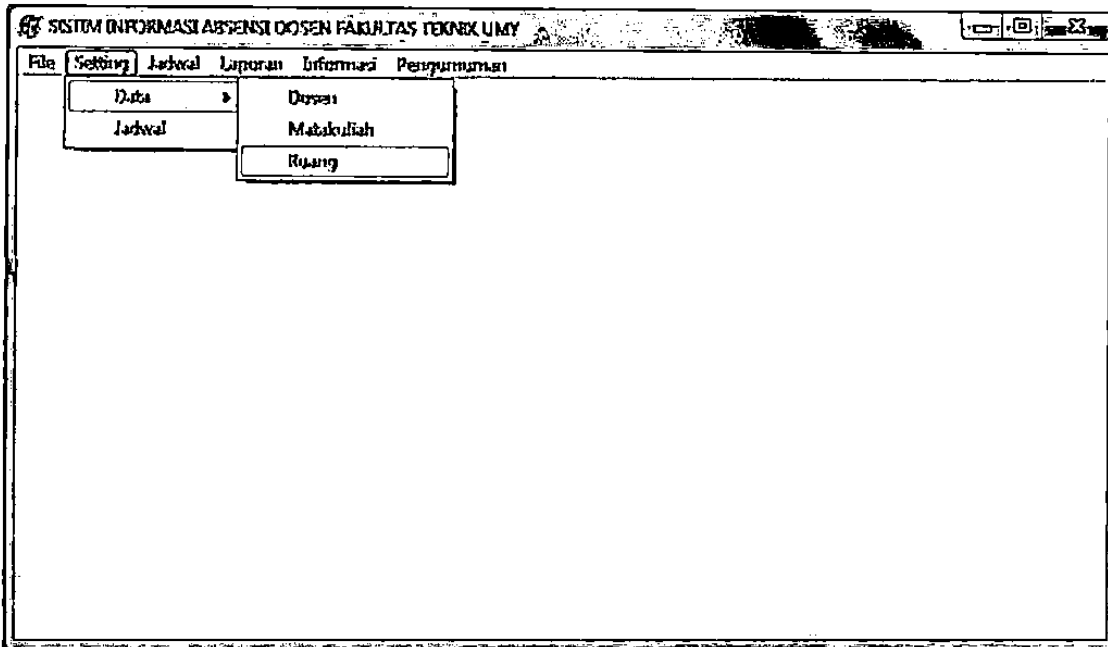 SISTIM INFORMASI ABSENSI DOSEN FAKULTAS TEKNIK UMY
File Setting Jadwal Laporan Informasi Pengumuman
Data Dosen
Jadwal Matakuliah
Ruang